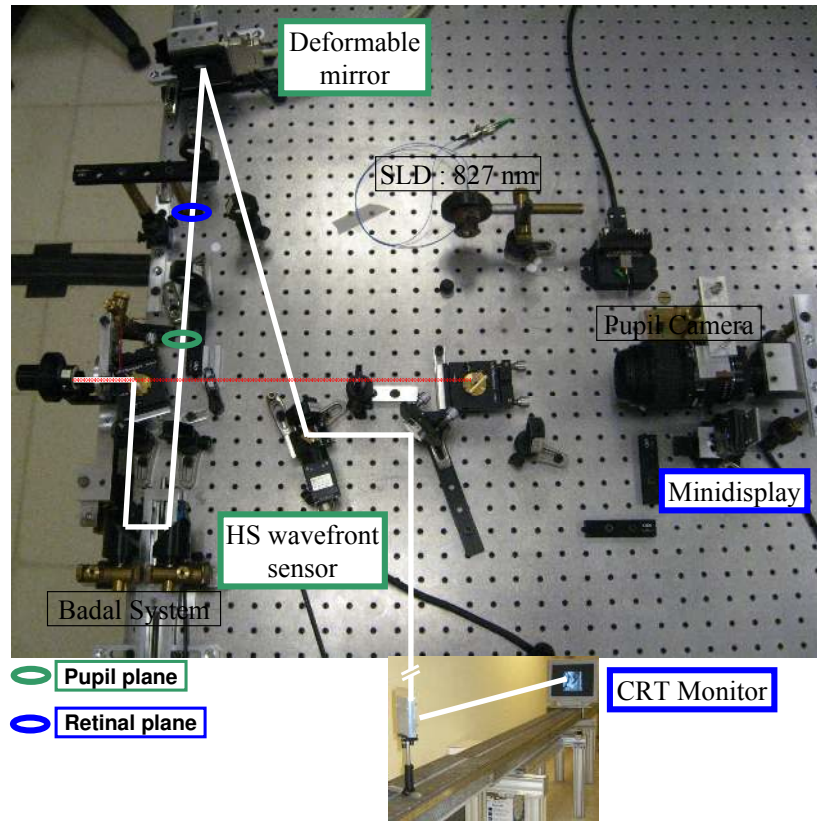 Deformable
mirror
SLD : 827 nm
Pupil Camera
Minidisplay
HS wavefront
sensor
Badal System
Pupil plane
Retinal plane
CRT Monitor